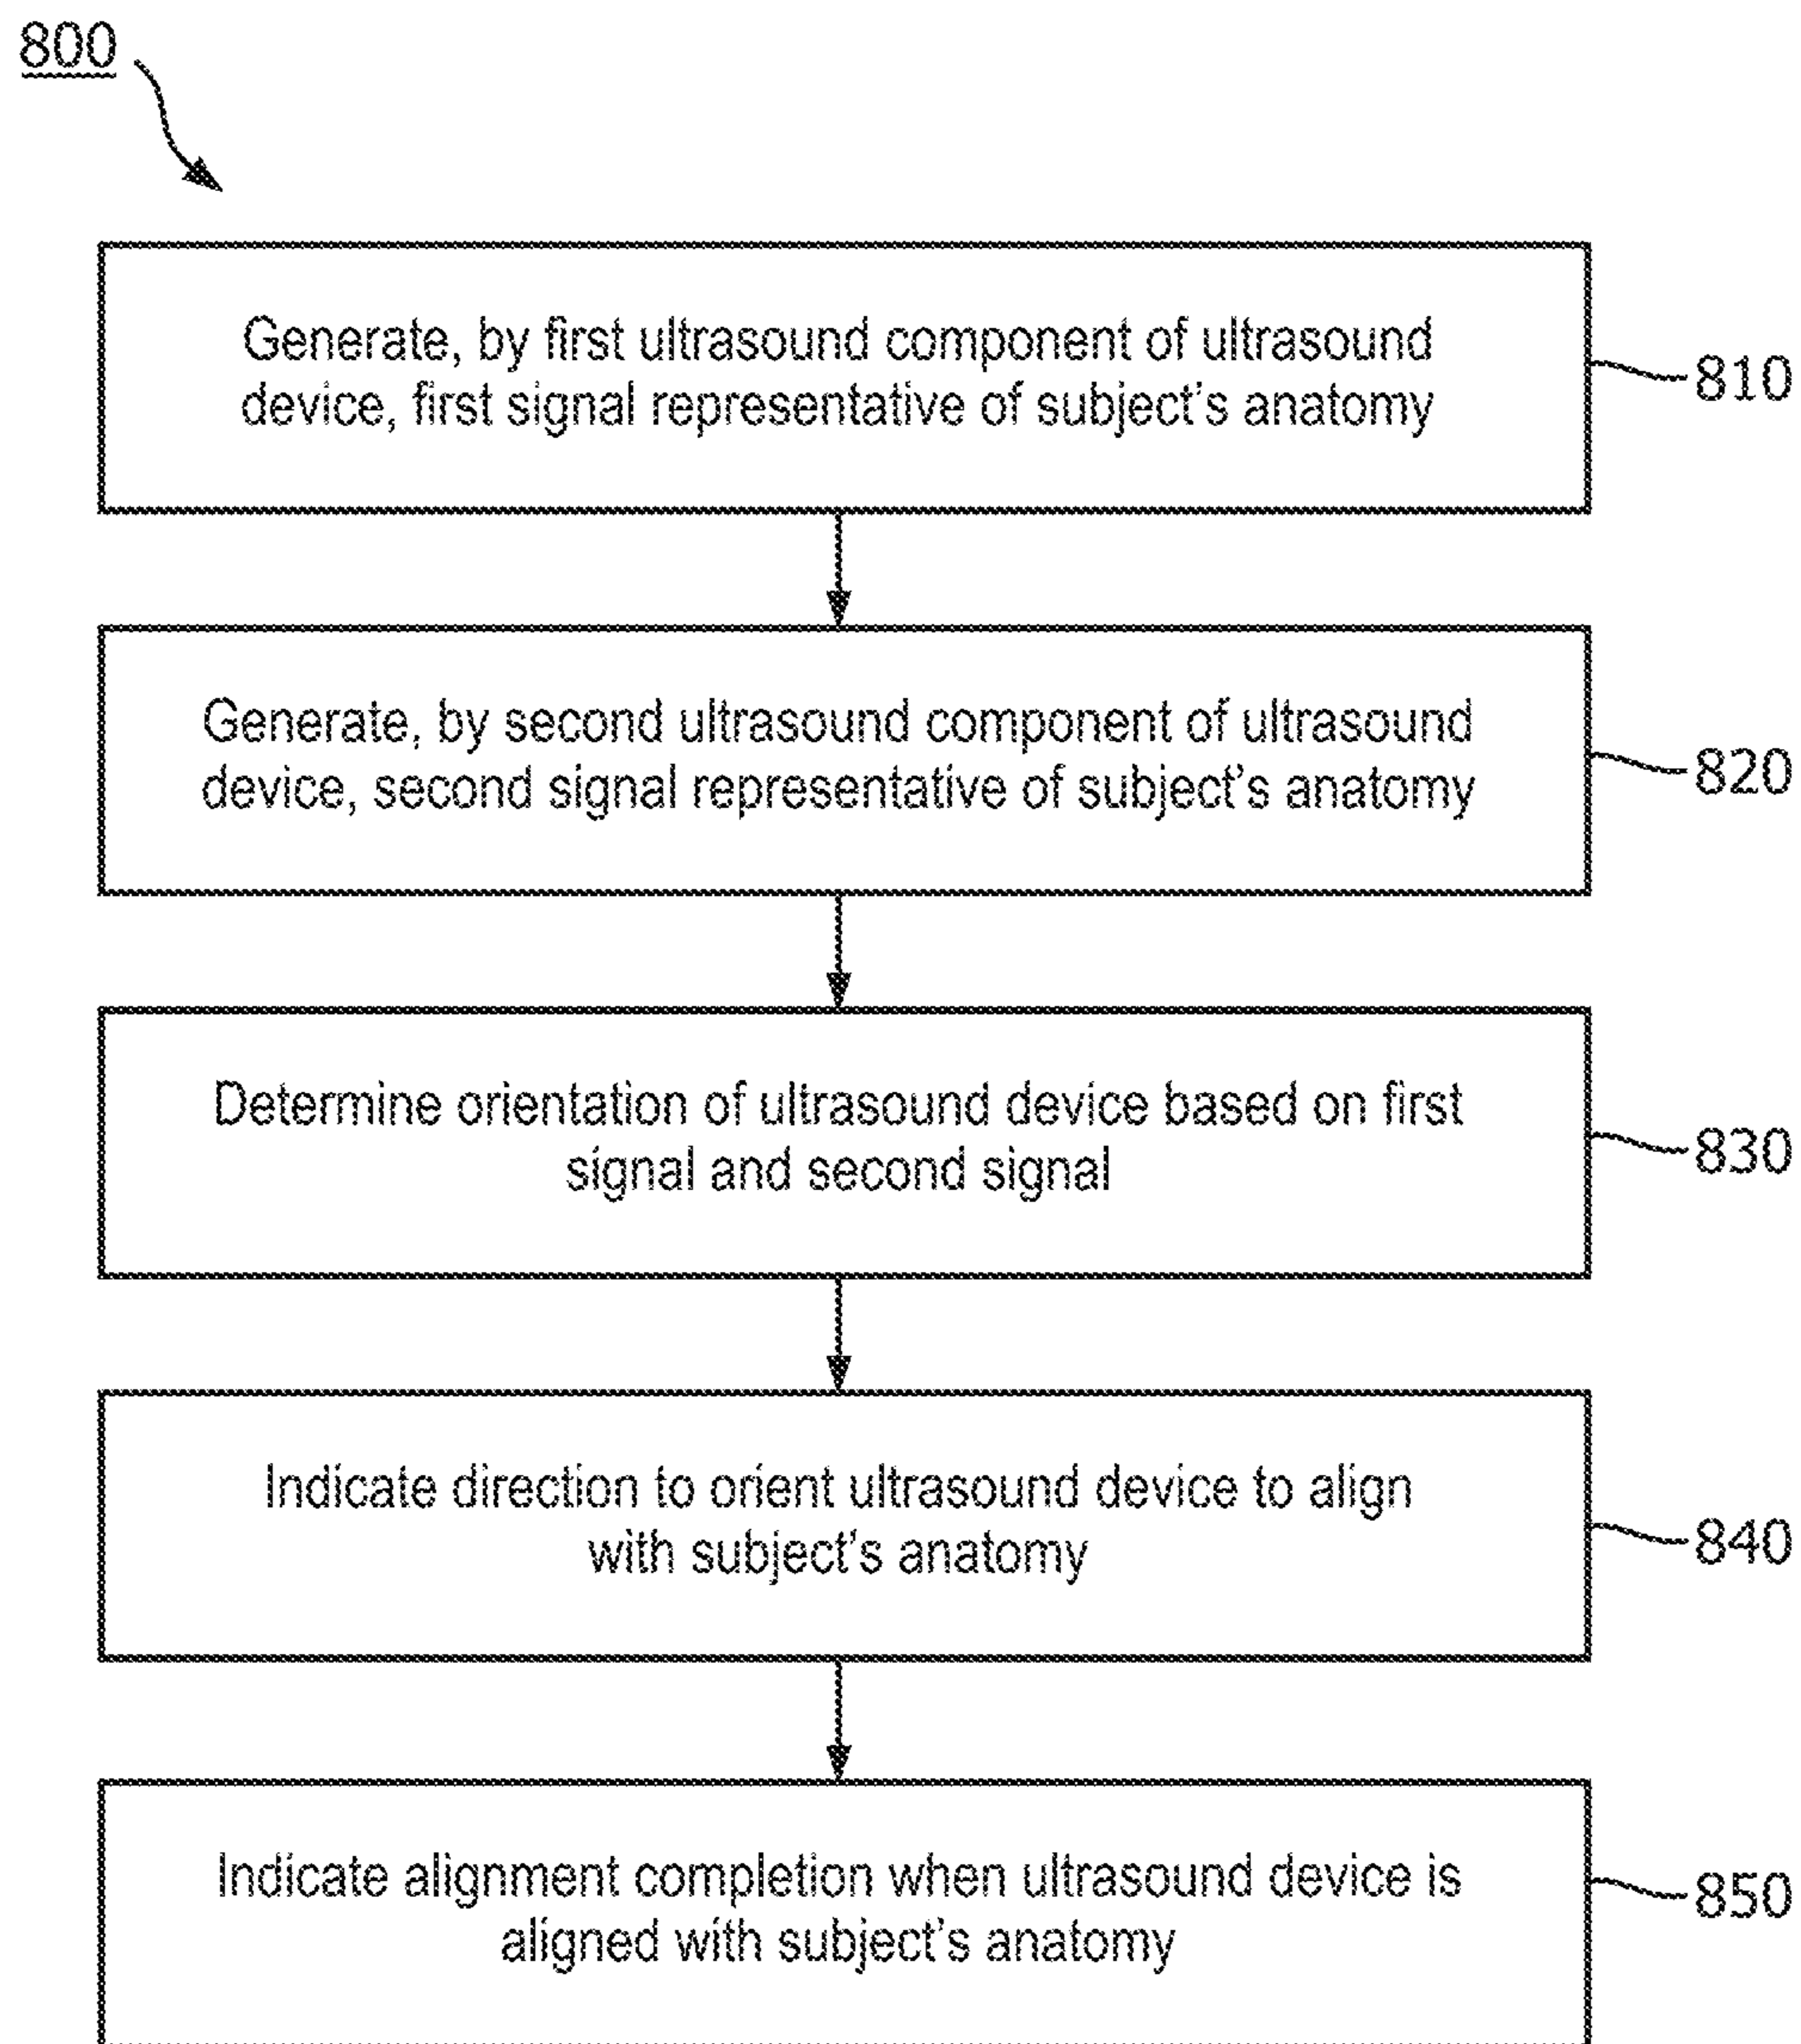 800
Generate, by first ultrasound component of ultrasound
device, first signal representative of subject's anatomy
810
Generate, by second ultrasound component of ultrasound
device, second signal representative of subject's anatomy
820
Determine orientation of ultrasound device based on first
signal and second signal
830
Indicate direction to orient ultrasound device to align
with subject's anatomy
840
Indicate alignment completion when ultrasound device is
aligned with subject's anatomy
850